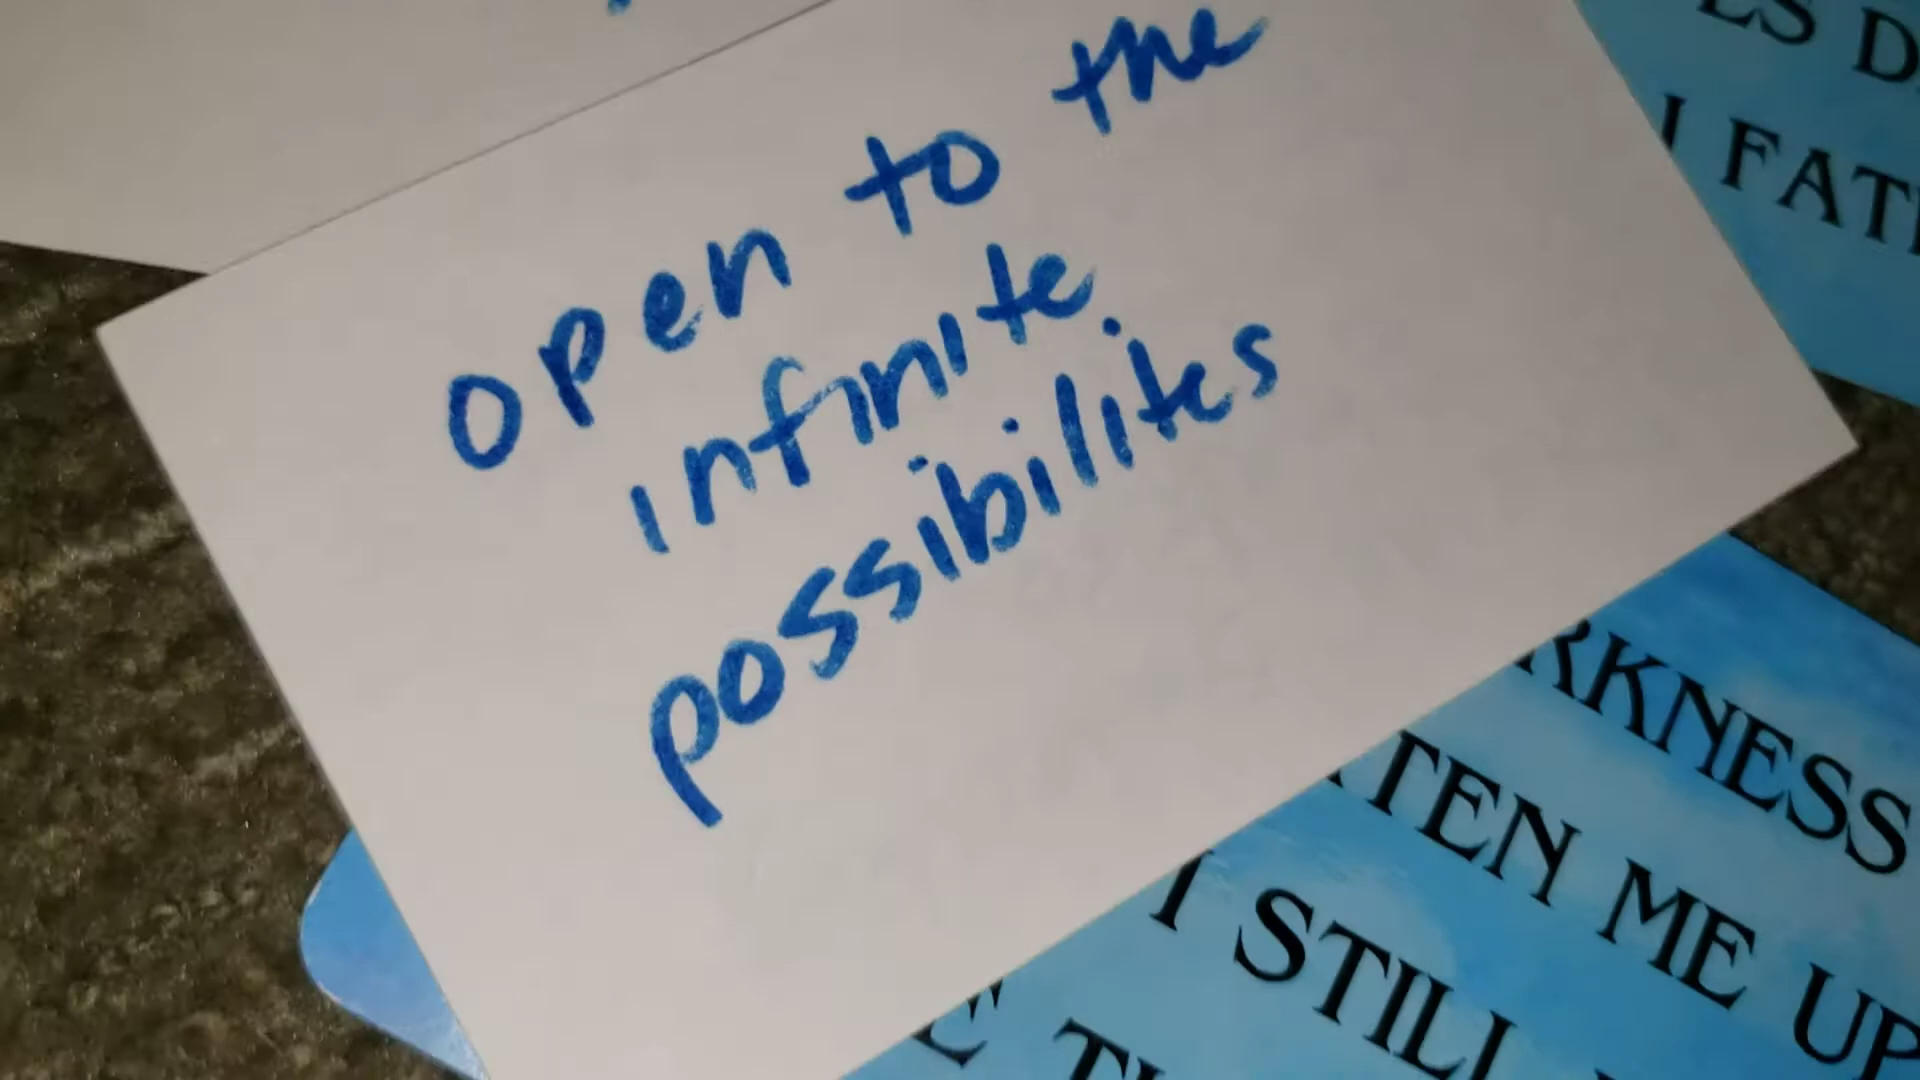 open to the
infinite
possibilites
ES D
I FAT
RKNESS
TEN ME UP
I STILL